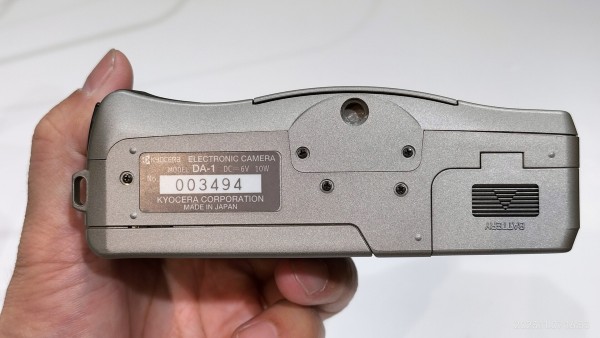 KYOCERA ELECTRONIC CAMERA
MODEL DA-1 DC⎓6V 10W
No. 003494
KYOCERA CORPORATION
MADE IN JAPAN
BATTERY